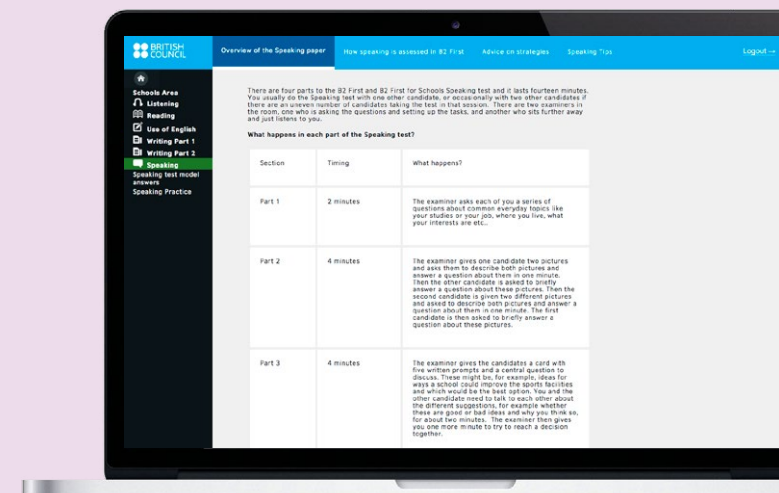 BRITISH
COUNCIL
Overview of the Speaking paper
How speaking is assessed in B2 First
Advice on strategies
Speaking Tips
Logout→
Schools Area
Listening
Reading
Use of English
Writing Part 1
Writing Part 2
Speaking
Speaking test model
answers
Speaking Practice
There are four parts to the B2 First and B2 First for Schools Speaking test and it lasts fourteen minutes.
You usually do the Speaking test with one other candidate, or occasionally with two other candidates if
there are an uneven number of candidates taking the test in that session. There are two examiners in
the room, one who is asking the questions and setting up the tasks, and another who sits further away
and just listens to you.
What happens in each part of the Speaking test?
Section
Timing
What happens?
Part 1
2 minutes
The examiner asks each of you a series of
questions about common everyday topics like
your studies or your job, where you live, what
your interests are etc..
Part 2
4 minutes
The examiner gives one candidate two pictures
and asks them to describe both pictures and
answer a question about them in one minute.
Then the other candidate is asked to briefly
answer a question about these pictures. Then the
second candidate is given two different pictures
and asked to describe both pictures and answer a
question about them in one minute. The first
candidate is then asked to briefly answer a
question about these pictures.
Part 3
4 minutes
The examiner gives the candidates a card with
five written prompts and a central question to
discuss. These might be, for example, ideas for
ways a school could improve the sports facilities
and which would be the best option. You and the
other candidate need to talk to each other about
the different suggestions, for example whether
these are good or bad ideas and why you think so,
for about two minutes. The examiner then gives
you one more minute to try to reach a decision
together.